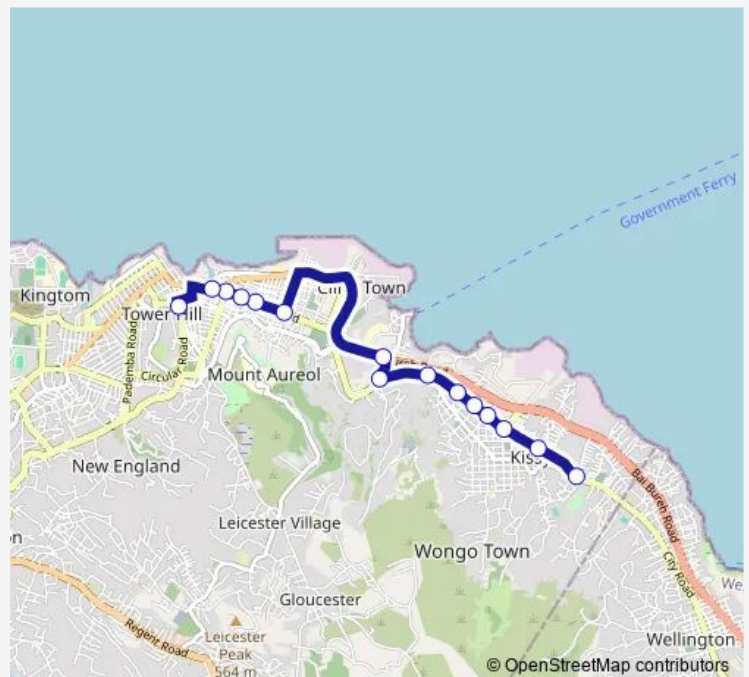 Government Ferry
Kingtom
Town
Tower Hill
Pademba Road
Circular Road
Mount Aureol
New England
Kissy
Bai Bureh Road
Leicester Village
Wongo Town
City Road
Gloucester
Regent Road
Leicester
Peak
564 m
Wellington
© OpenStreetMap contributors